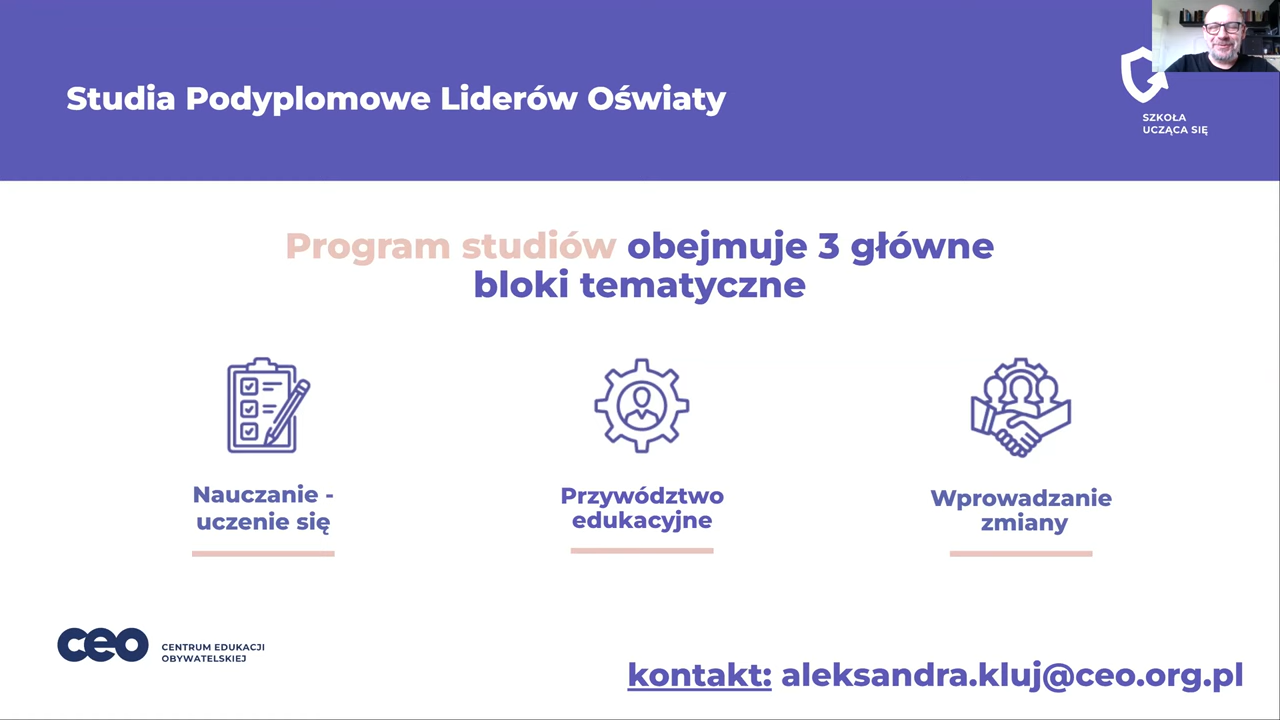 Studia Podyplomowe Liderów Oświaty
SZKOŁA
UCZĄCA SIĘ
Program studiów obejmuje 3 główne
bloki tematyczne
Nauczanie -
uczenie się
Przywództwo
edukacyjne
Wprowadzanie
zmiany
ceo
CENTRUM EDUKACJI
OBYWATELSKIEJ
kontakt: aleksandra.kluj@ceo.org.pl